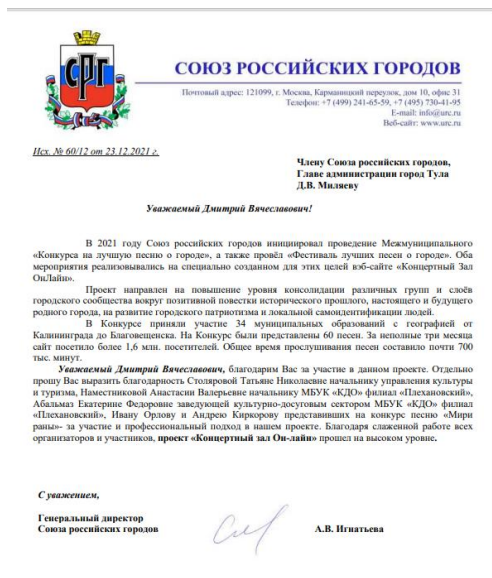 СРГ
СОЮЗ РОССИЙСКИХ ГОРОДОВ
Почтовый адрес: 121099, г. Москва, Карманицкий переулок, дом 10, офис 31
Телефон: +7 (499) 241-65-59, +7 (495) 730-41-95
E-mail: info@urc.ru
Веб-сайт: www.urc.ru
Исх. № 60/12 от 23.12.2021 г.
Члену Союза российских городов,
Главе администрации город Тула
Д.В. Миляеву
Уважаемый Дмитрий Вячеславович!
В 2021 году Союз российских городов инициировал проведение Межмуниципального
«Конкурса на лучшую песню о городе», а также провёл «Фестиваль лучших песен о городе». Оба
мероприятия реализовывались на специально созданном для этих целей вэб-сайте «Концертный Зал
ОнЛайн».
Проект направлен на повышение уровня консолидации различных групп и слоёв
городского сообщества вокруг позитивной повестки исторического прошлого, настоящего и будущего
родного города, на развитие городского патриотизма и локальной самоидентификации людей.
В Конкурсе приняли участие 34 муниципальных образований с географией от
Калининграда до Благовещенска. На Конкурс были представлены 60 песен. За неполные три месяца
сайт посетило более 1,6 млн. посетителей. Общее время прослушивания песен составило почти 700
тыс. минут.
Уважаемый Дмитрий Вячеславович, благодарим Вас за участие в данном проекте. Отдельно
прошу Вас выразить благодарность Столяровой Татьяне Николаевне начальнику управления культуры
и туризма, Наместниковой Анастасии Валерьевне начальнику МБУК «КДО» филиал «Плехановский»,
Абальмаз Екатерине Федоровне заведующей культурно-досуговым сектором МБУК «КДО» филиал
«Плехановский», Ивану Орлову и Андрею Киркорову представивших на конкурс песню «Мири
раны»- за участие и профессиональный подход в нашем проекте. Благодаря слаженной работе всех
организаторов и участников, проект «Концертный зал Он-лайн» прошел на высоком уровне.
С уважением,
Генеральный директор
Союза российских городов
А.В. Игнатьева